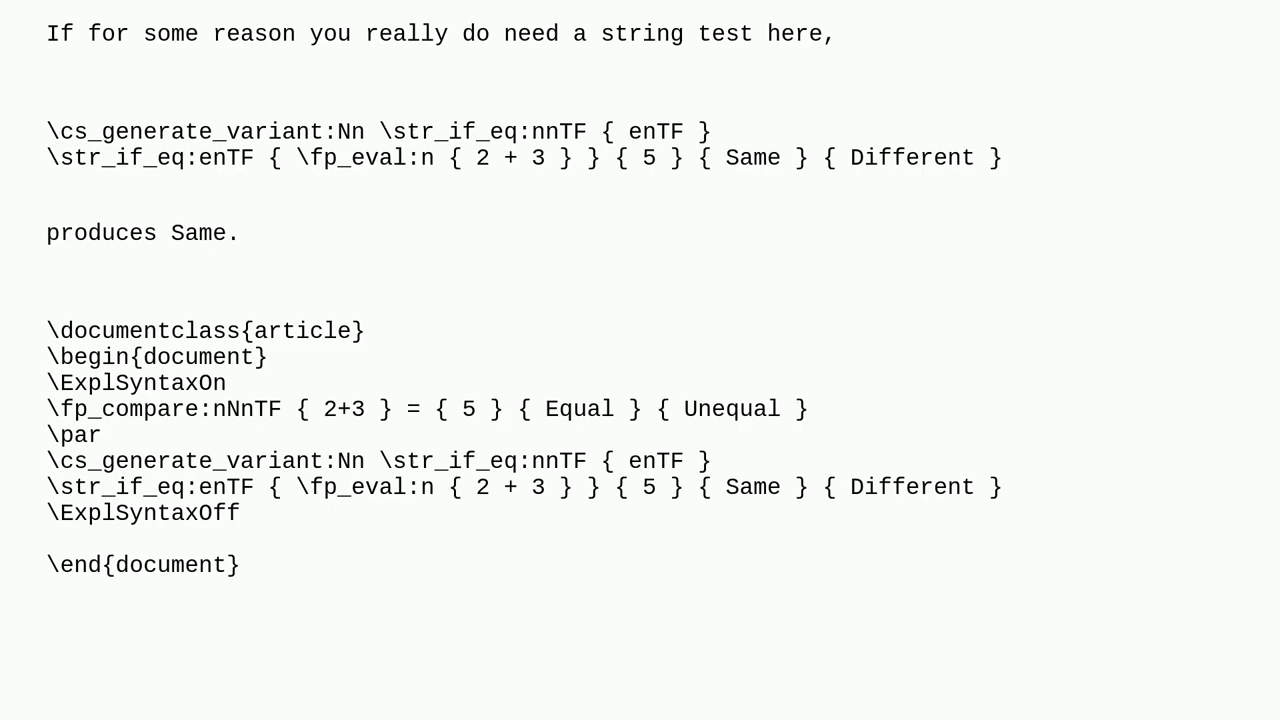 If for some reason you really do need a string test here,
\cs_generate_variant:Nn \str_if_eq:nnTF { enTF }
\str_if_eq:enTF { \fp_eval:n { 2 + 3 } } { 5 } { Same } { Different }
produces Same.
\documentclass{article}
\begin{document}
\ExplSyntaxOn
\fp_compare:nNnTF { 2+3 } = { 5 } { Equal } { Unequal }
\par
\cs_generate_variant:Nn \str_if_eq:nnTF { enTF }
\str_if_eq:enTF { \fp_eval:n { 2 + 3 } } { 5 } { Same } { Different }
\ExplSyntaxOff
\end{document}